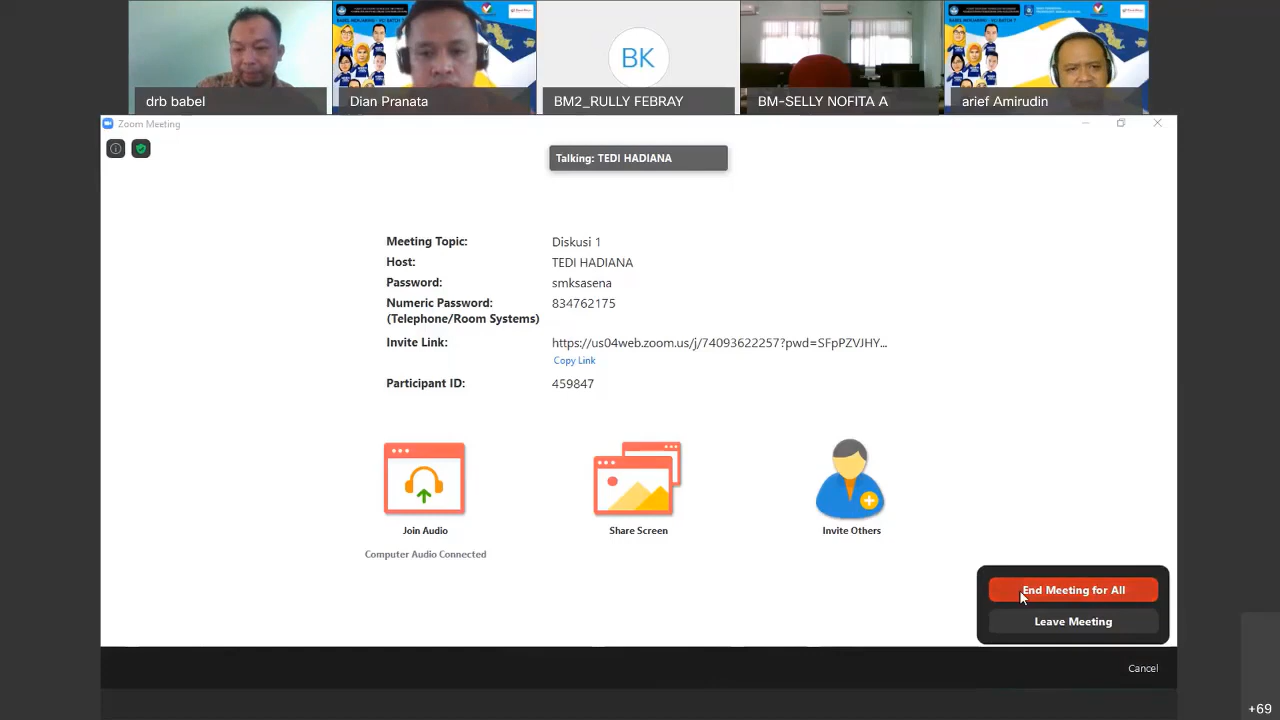 drb babel
Dian Pranata
BK
BM2_RULLY FEBRAY
BM-SELLY NOFITA A
arief Amirudin
Zoom Meeting
Talking: TEDI HADIANA
Meeting Topic: Diskusi 1
Host: TEDI HADIANA
Password: smksasena
Numeric Password: 834762175
(Telephone/Room Systems)
Invite Link: https://us04web.zoom.us/j/74093622257?pwd=SFpPZVJHY...
Copy Link
Participant ID: 459847
Join Audio
Share Screen
Invite Others
Computer Audio Connected
End Meeting for All
Leave Meeting
Cancel
+69